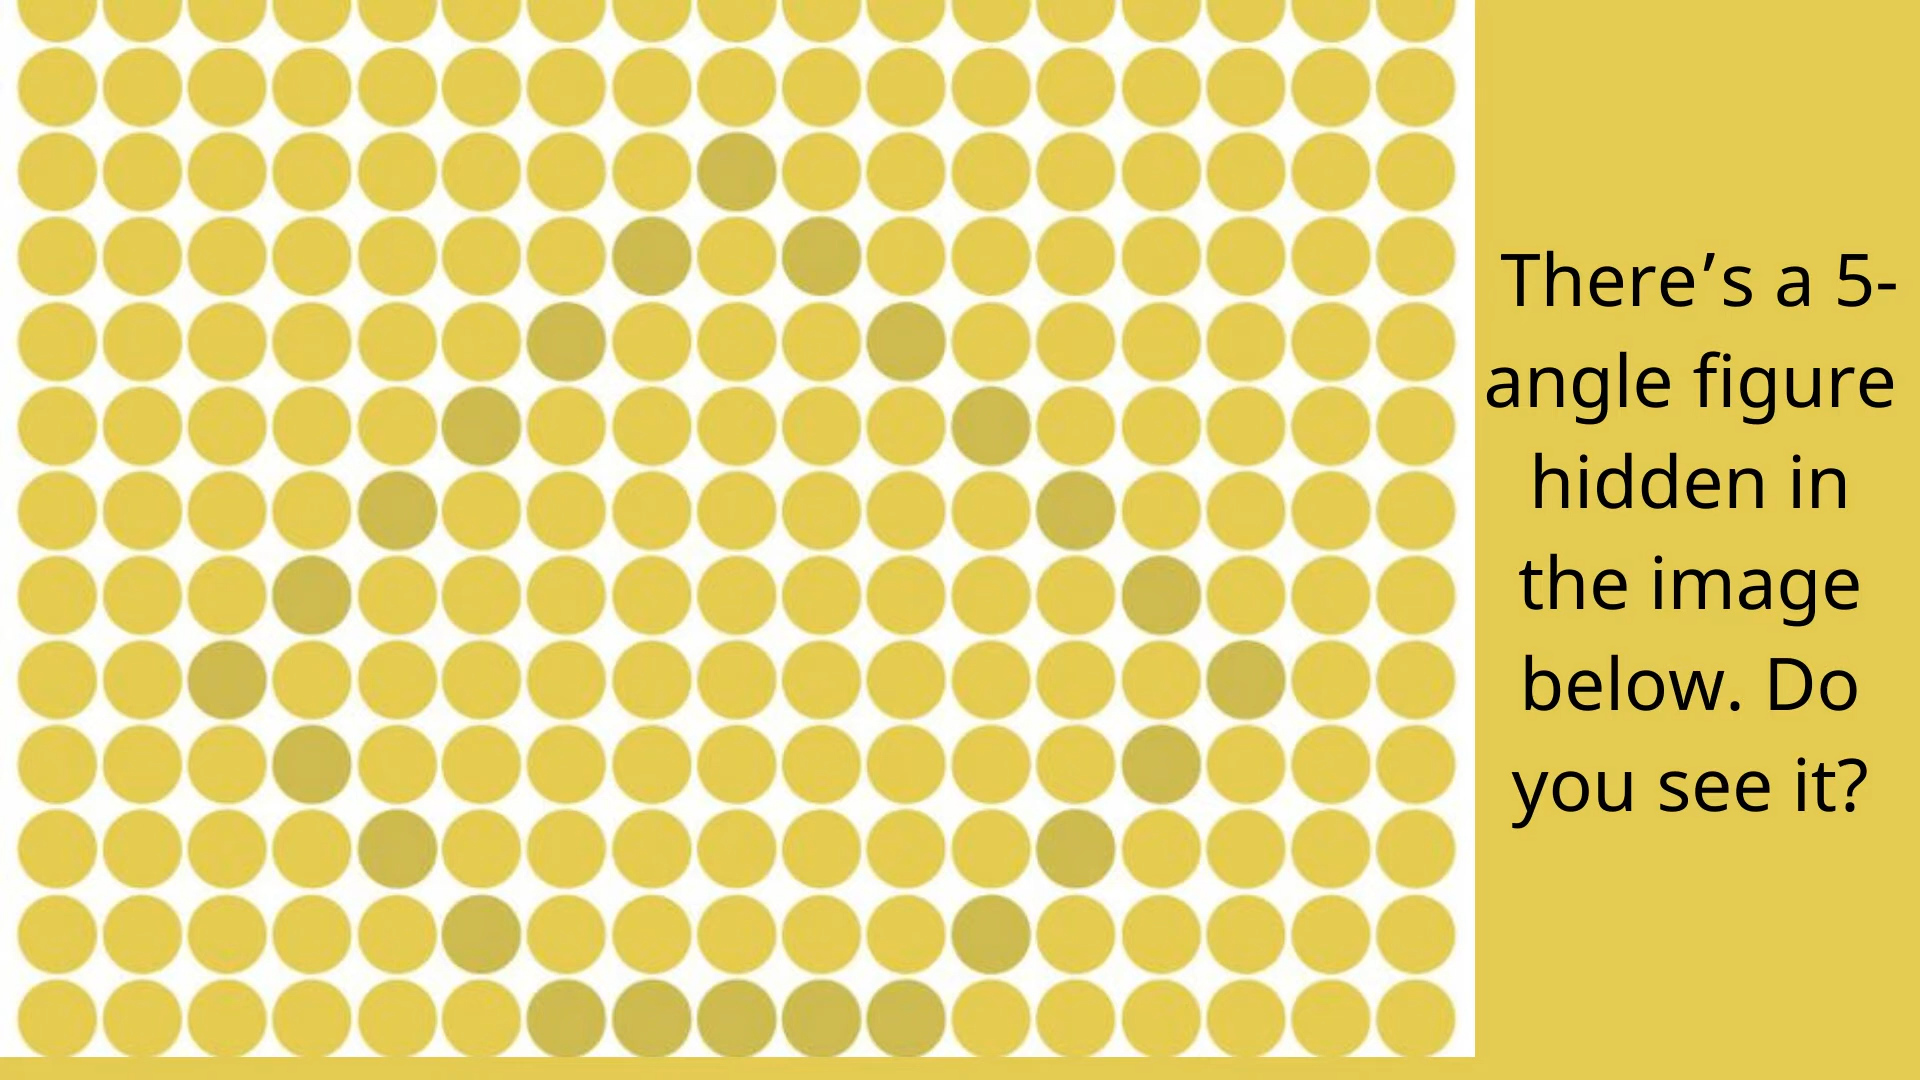 There’s a 5-
angle figure
hidden in
the image
below. Do
you see it?